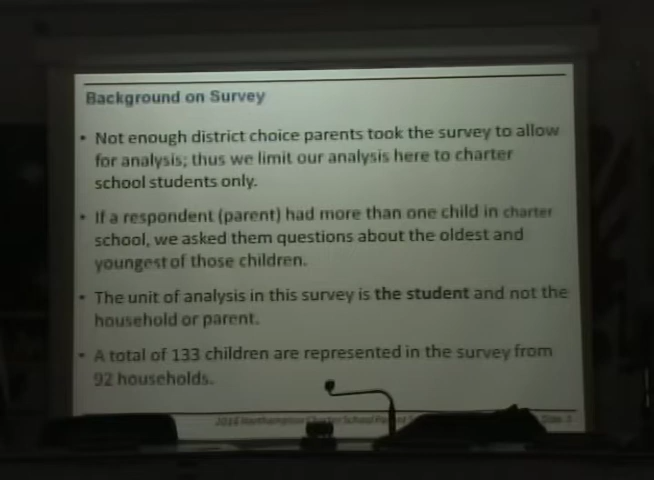 Background on Survey
• Not enough district choice parents took the survey to allow
for analysis; thus we limit our analysis here to charter
school students only.
• If a respondent (parent) had more than one child in charter
school, we asked them questions about the oldest and
youngest of those children.
• The unit of analysis in this survey is the student and not the
household or parent.
• A total of 133 children are represented in the survey from
92 households.
Northampton Charter School